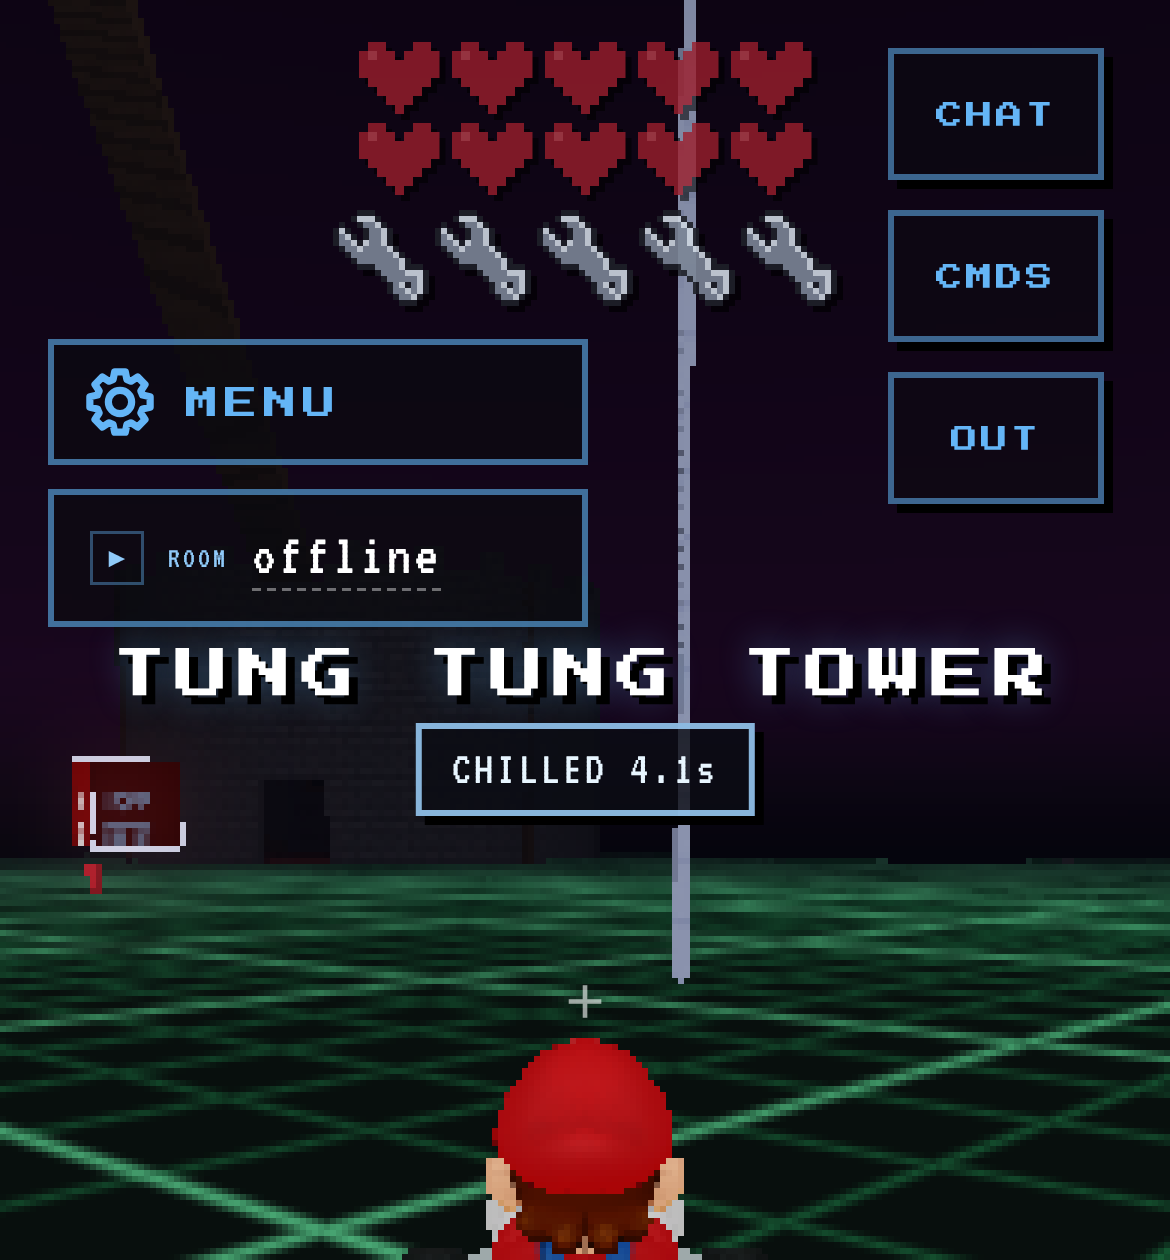 CHAT
CMDS
OUT
MENU
ROOM offline
TUNG TUNG TOWER
CHILLED 4.1s